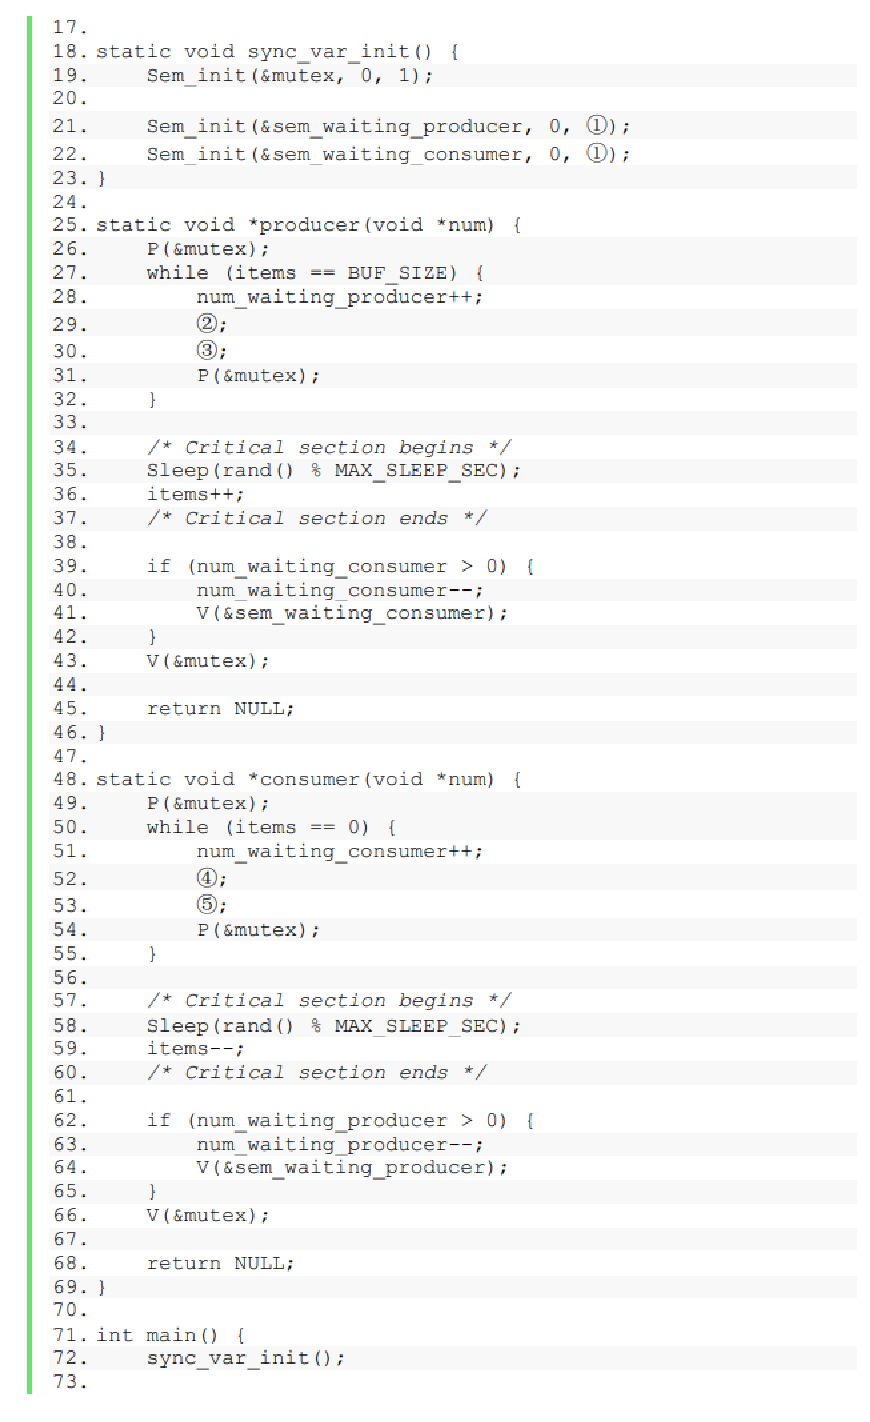 17.
18. static void sync_var_init() {
19.     Sem_init(&mutex, 0, 1);
20.
21.     Sem_init(&sem_waiting_producer, 0, ①);
22.     Sem_init(&sem_waiting_consumer, 0, ①);
23. }
24.
25. static void *producer(void *num) {
26.     P(&mutex);
27.     while (items == BUF_SIZE) {
28.         num_waiting_producer++;
29.         ②;
30.         ③;
31.         P(&mutex);
32.     }
33.
34.     /* Critical section begins */
35.     Sleep(rand() % MAX_SLEEP_SEC);
36.     items++;
37.     /* Critical section ends */
38.
39.     if (num_waiting_consumer > 0) {
40.         num_waiting_consumer--;
41.         V(&sem_waiting_consumer);
42.     }
43.     V(&mutex);
44.
45.     return NULL;
46. }
47.
48. static void *consumer(void *num) {
49.     P(&mutex);
50.     while (items == 0) {
51.         num_waiting_consumer++;
52.         ④;
53.         ⑤;
54.         P(&mutex);
55.     }
56.
57.     /* Critical section begins */
58.     Sleep(rand() % MAX_SLEEP_SEC);
59.     items--;
60.     /* Critical section ends */
61.
62.     if (num_waiting_producer > 0) {
63.         num_waiting_producer--;
64.         V(&sem_waiting_producer);
65.     }
66.     V(&mutex);
67.
68.     return NULL;
69. }
70.
71. int main() {
72.     sync_var_init();
73.